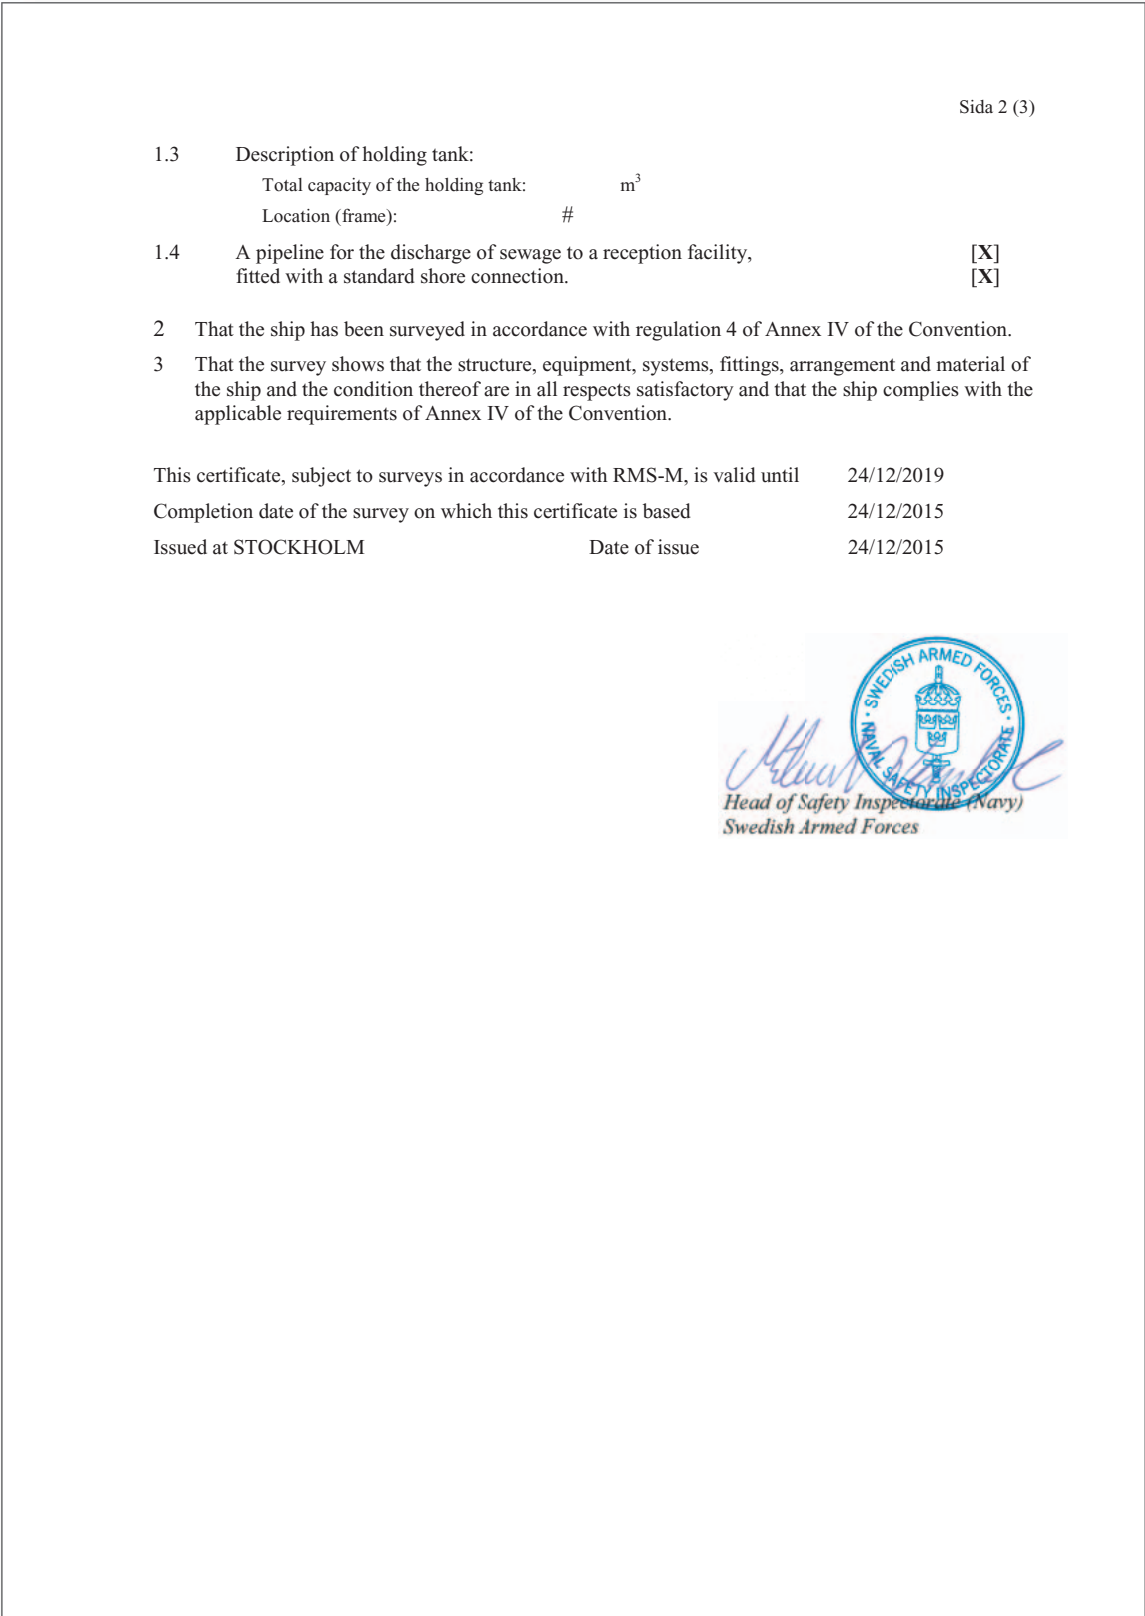 Sida 2 (3)
1.3 Description of holding tank:
Total capacity of the holding tank: m³
Location (frame): #
1.4 A pipeline for the discharge of sewage to a reception facility, [X]
fitted with a standard shore connection. [X]
2 That the ship has been surveyed in accordance with regulation 4 of Annex IV of the Convention.
3 That the survey shows that the structure, equipment, systems, fittings, arrangement and material of
the ship and the condition thereof are in all respects satisfactory and that the ship complies with the
applicable requirements of Annex IV of the Convention.
This certificate, subject to surveys in accordance with RMS-M, is valid until 24/12/2019
Completion date of the survey on which this certificate is based 24/12/2015
Issued at STOCKHOLM Date of issue 24/12/2015
· SWEDISH ARMED FORCES ·
NAVAL SAFETY INSPECTORATE
Head of Safety Inspectorate (Navy)
Swedish Armed Forces